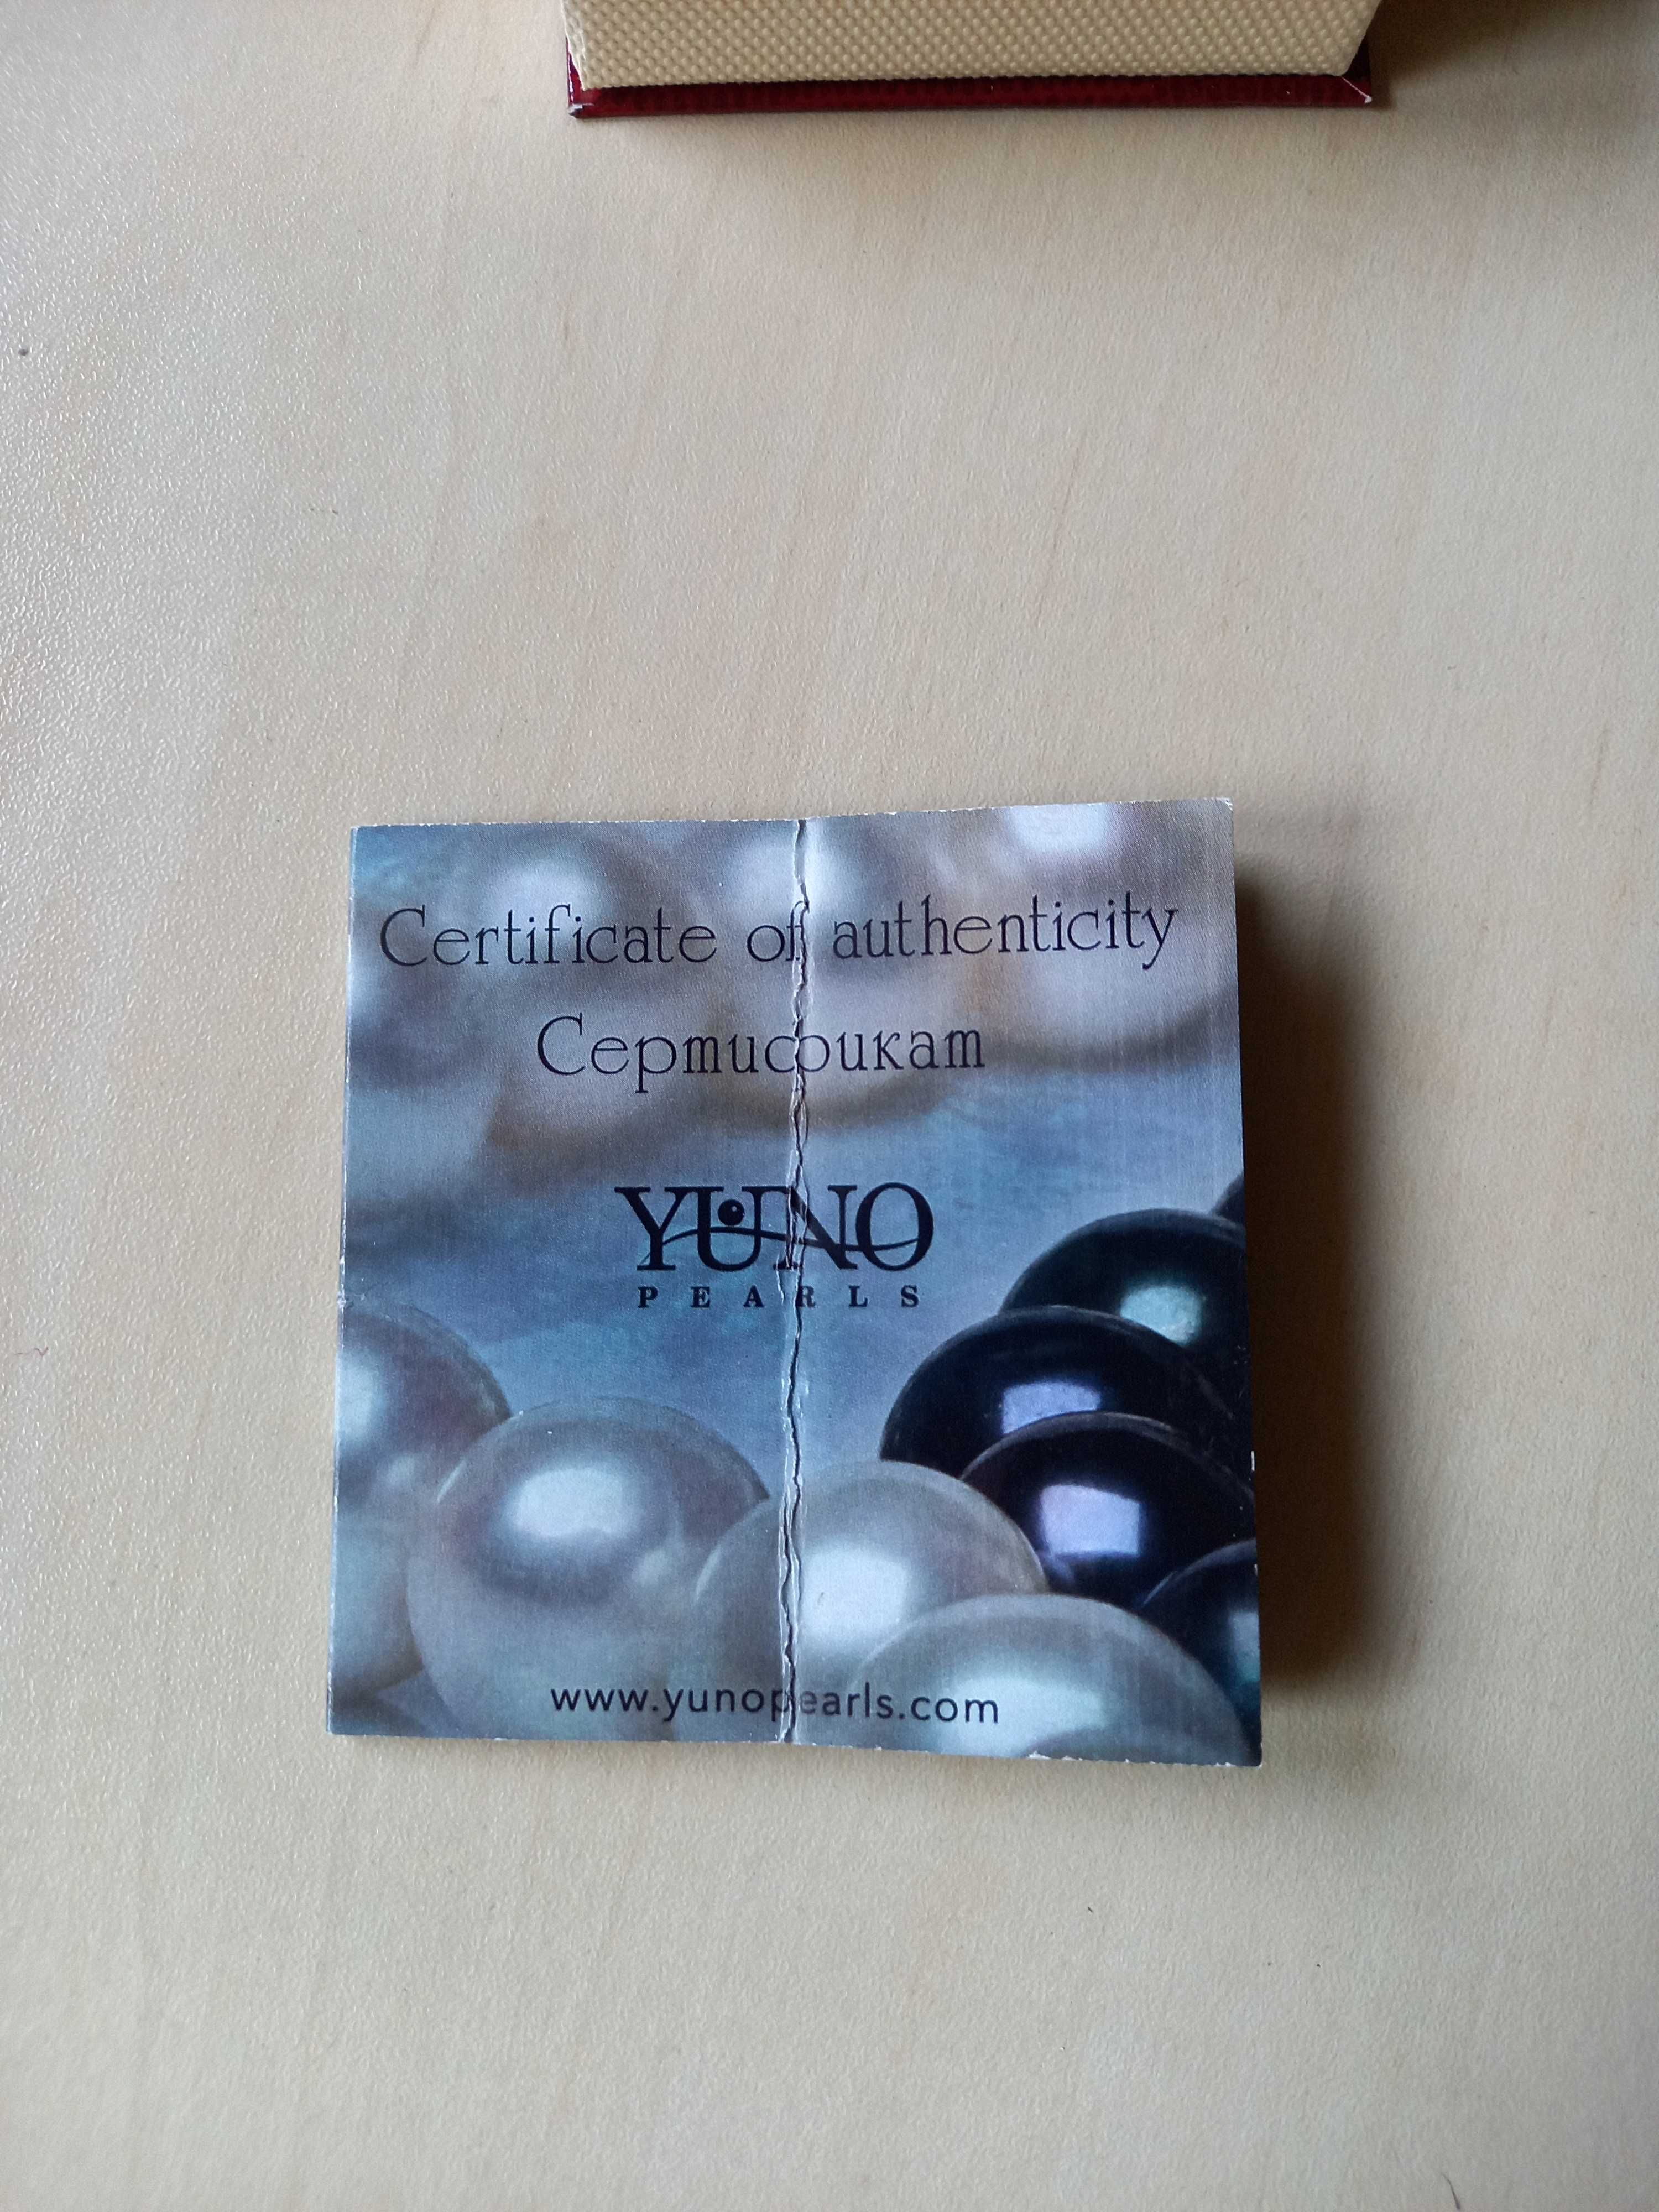 Certificate of authenticity
Сертификат
YUNO
PEARLS
www.yunopearls.com